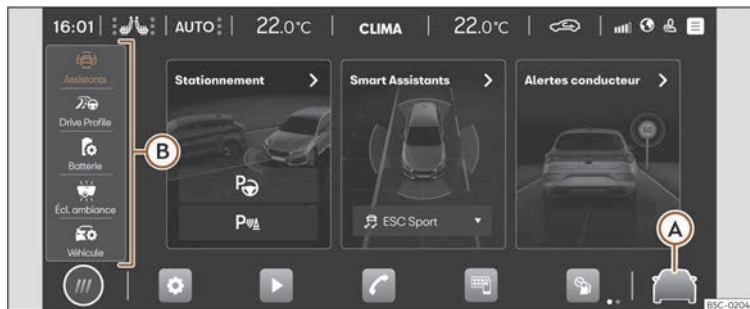 16:01 AUTO 22.0°C CLIMA 22.0°C
Assistants
Drive Profile
Batterie
Écl. ambiance
Véhicule
B
Stationnement
P
P
Smart Assistants
ESC Sport
Alertes conducteur
60
A
B5C-0204